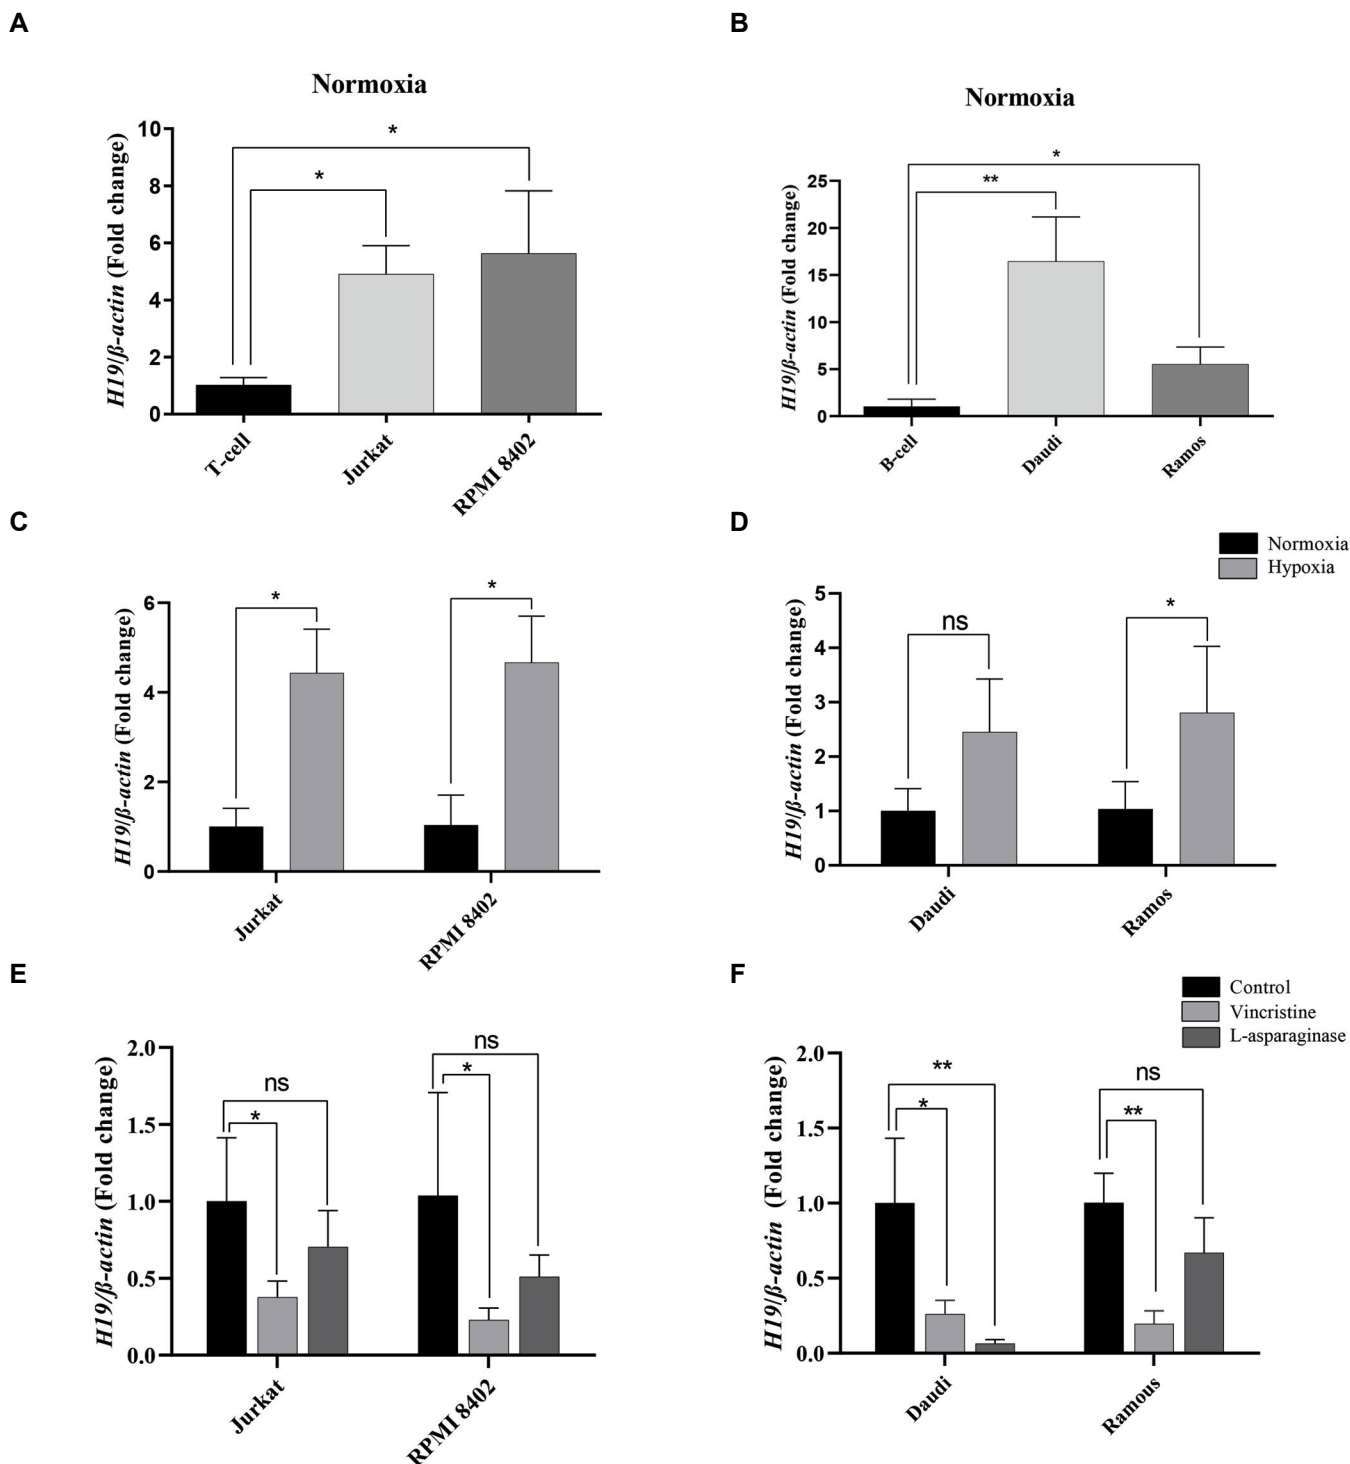 A
Normoxia
H19/β-actin (Fold change)
10
8
6
4
2
0
*
*
T-cell
Jurkat
RPMI 8402
B
Normoxia
H19/β-actin (Fold change)
25
20
15
10
5
0
*
**
B-cell
Daudi
Ramos
C
H19/β-actin (Fold change)
6
4
2
0
*
*
Jurkat
RPMI 8402
D
Normoxia
Hypoxia
H19/β-actin (Fold change)
5
4
3
2
1
0
ns
*
Daudi
Ramos
E
H19/β-actin (Fold change)
2.0
1.5
1.0
0.5
0.0
ns
*
ns
*
Jurkat
RPMI 8402
F
Control
Vincristine
L-asparaginase
H19/β-actin (Fold change)
2.0
1.5
1.0
0.5
0.0
**
*
ns
**
Daudi
Ramous